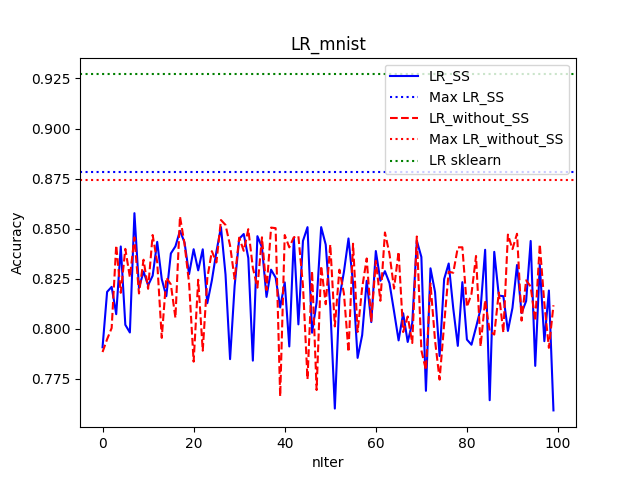 LR_mnist
LR_SS
Max LR_SS
LR_without_SS
Max LR_without_SS
LR sklearn
Accuracy
0.925
0.900
0.875
0.850
0.825
0.800
0.775
0 20 40 60 80 100
nIter